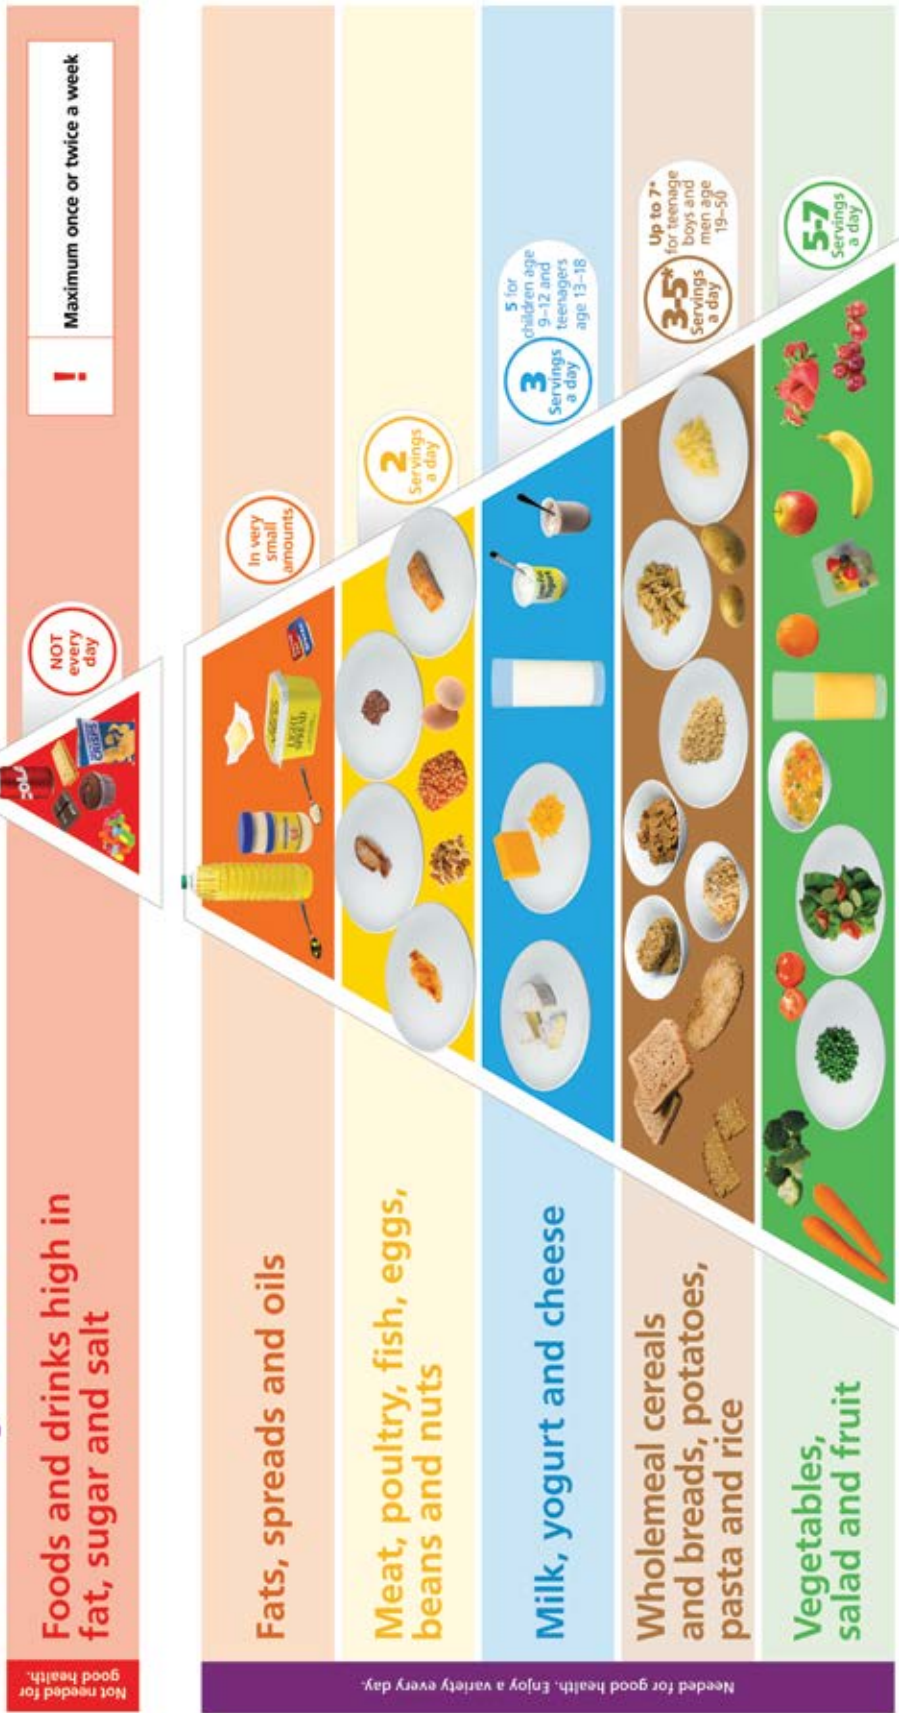 Not needed for
good health.
Foods and drinks high in
fat, sugar and salt
NOT
every
day
!
Maximum once or twice a week
Needed for good health. Enjoy a variety every day.
Fats, spreads and oils
In very
small
amounts
Meat, poultry, fish, eggs,
beans and nuts
2
Servings
a day
Milk, yogurt and cheese
3
Servings
a day
5 for
children age
9–12 and
teenagers
age 13–18
Wholemeal cereals
and breads, potatoes,
pasta and rice
3-5*
Servings
a day
Up to 7*
for teenage
boys and
men age
19–50
Vegetables,
salad and fruit
5-7
Servings
a day
CRISPS
LIGHT
SPREAD